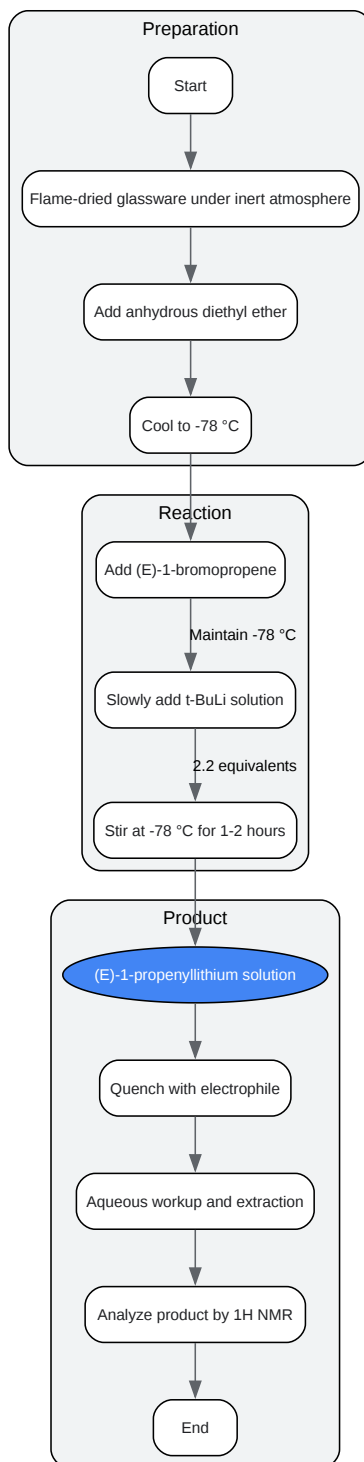 Preparation
Start
Flame-dried glassware under inert atmosphere
Add anhydrous diethyl ether
Cool to -78 °C
Reaction
Add (E)-1-bromopropene
Maintain -78 °C
Slowly add t-BuLi solution
2.2 equivalents
Stir at -78 °C for 1-2 hours
Product
(E)-1-propenyllithium solution
Quench with electrophile
Aqueous workup and extraction
Analyze product by 1H NMR
End